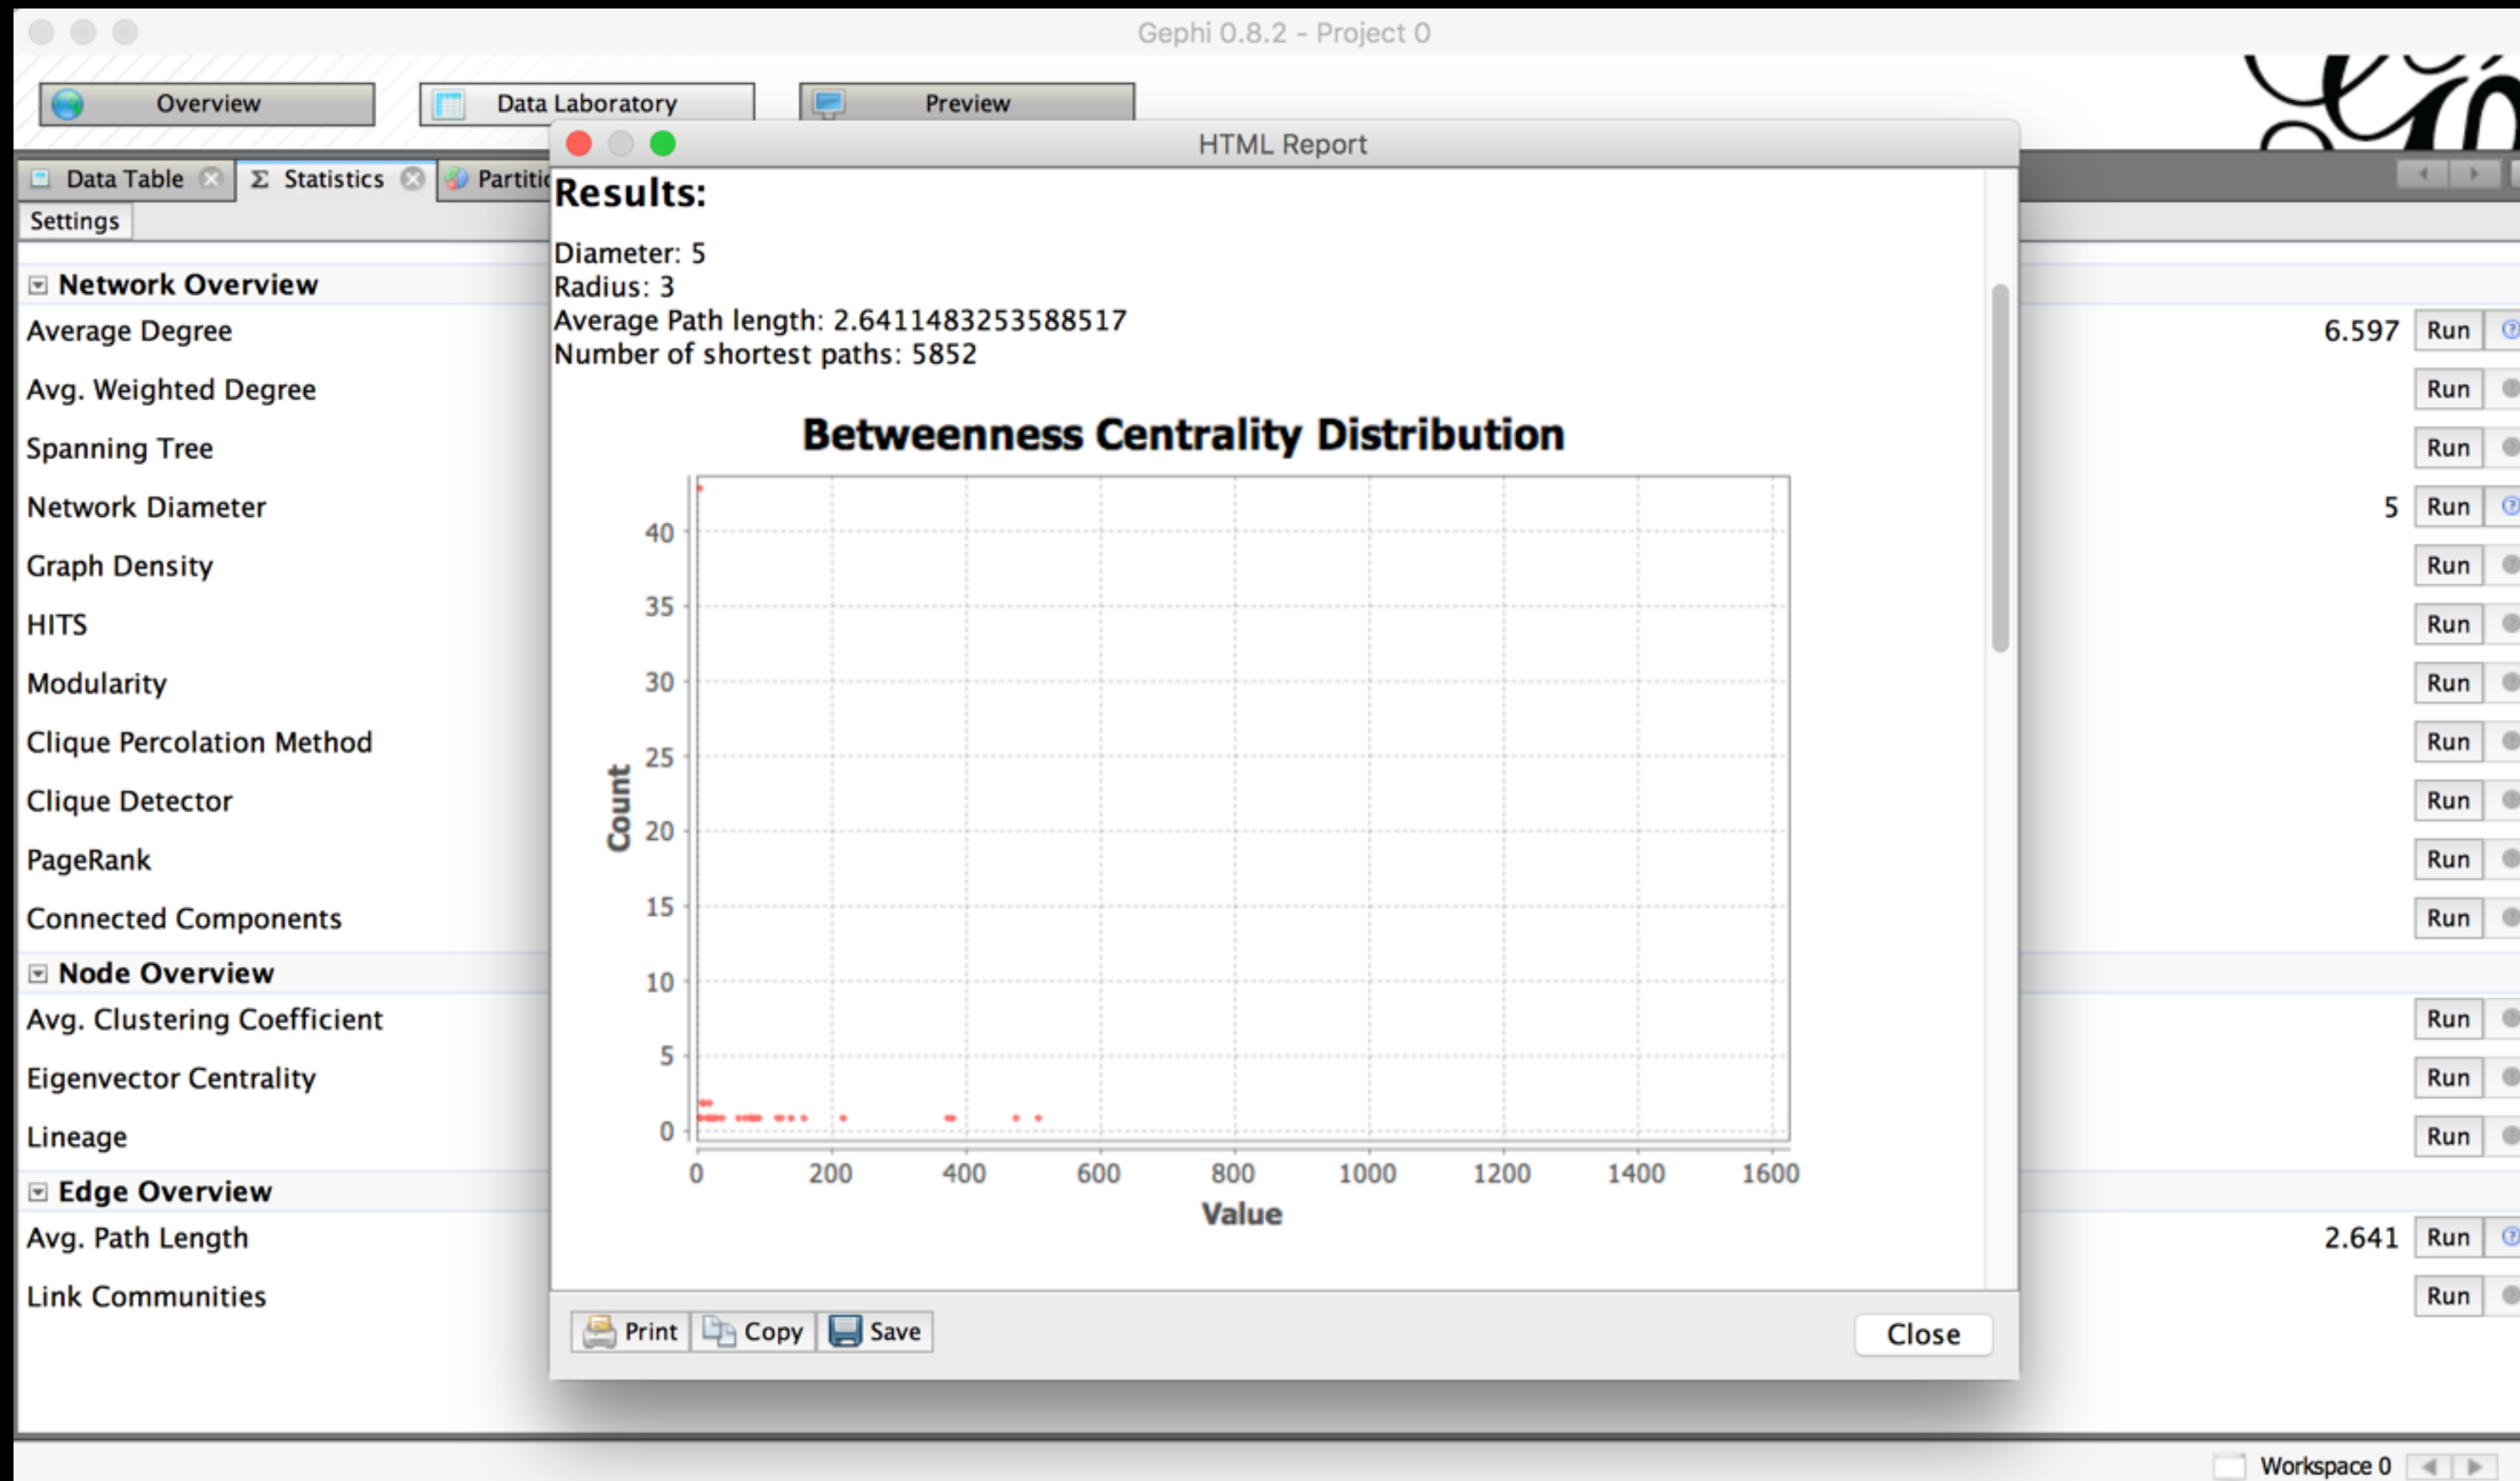 Gephi 0.8.2 - Project 0
Overview
Data Laboratory
Preview
HTML Report
Data Table
Σ Statistics
Settings
Network Overview
Average Degree
6.597
Run
Avg. Weighted Degree
Run
Spanning Tree
Run
Network Diameter
5
Run
Graph Density
Run
HITS
Run
Modularity
Run
Clique Percolation Method
Run
Clique Detector
Run
PageRank
Run
Connected Components
Run
Node Overview
Avg. Clustering Coefficient
Run
Eigenvector Centrality
Run
Lineage
Run
Edge Overview
Avg. Path Length
2.641
Run
Link Communities
Run
Results:
Diameter: 5
Radius: 3
Average Path length: 2.6411483253588517
Number of shortest paths: 5852
Betweenness Centrality Distribution
Count
40
35
30
25
20
15
10
5
0
0 200 400 600 800 1000 1200 1400 1600
Value
Print
Copy
Save
Close
Workspace 0